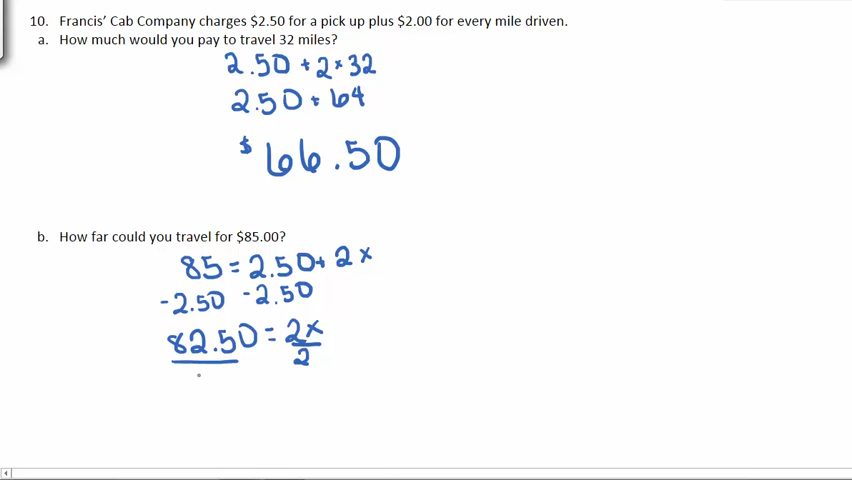 10. Francis' Cab Company charges $2.50 for a pick up plus $2.00 for every mile driven.
a. How much would you pay to travel 32 miles?
2.50 + 2 × 32
2.50 + 64
$66.50
b. How far could you travel for $85.00?
85 = 2.50 + 2x
-2.50 -2.50
82.50 = 2x
2